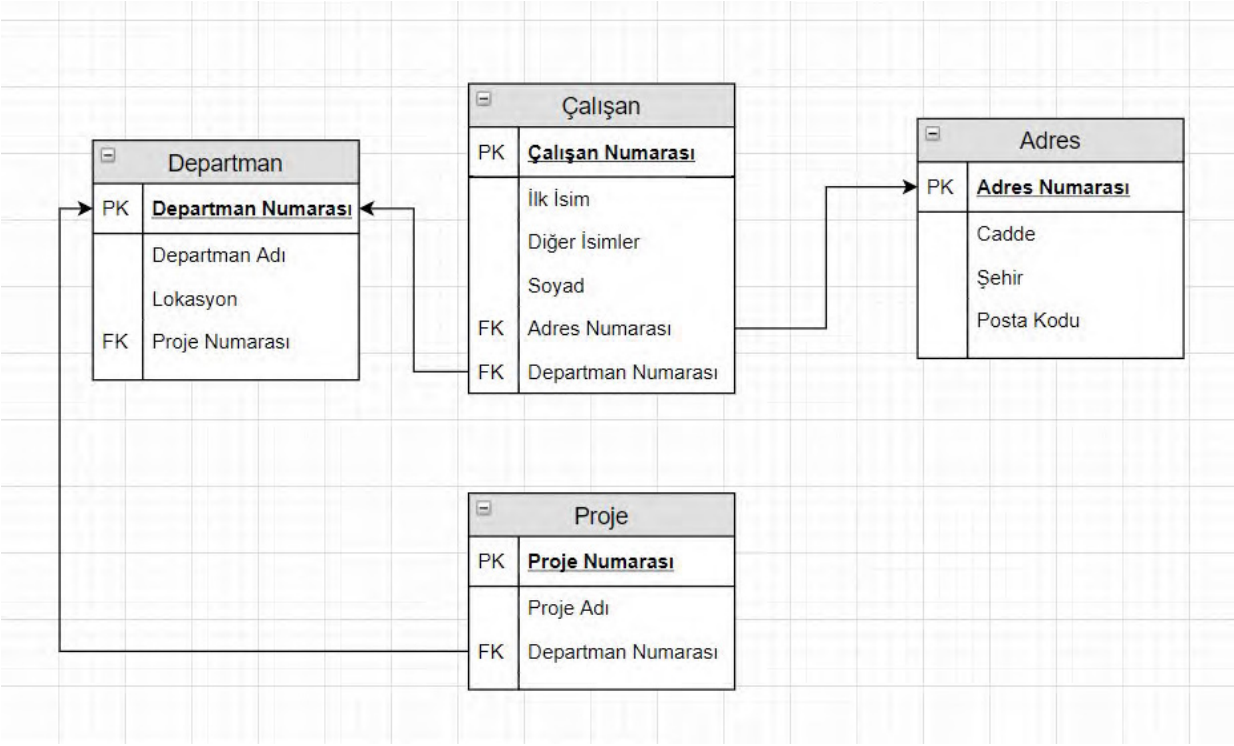 Departman
PK Departman Numarası
Departman Adı
Lokasyon
FK Proje Numarası
Çalışan
PK Çalışan Numarası
İlk İsim
Diğer İsimler
Soyad
FK Adres Numarası
FK Departman Numarası
Adres
PK Adres Numarası
Cadde
Şehir
Posta Kodu
Proje
PK Proje Numarası
Proje Adı
FK Departman Numarası